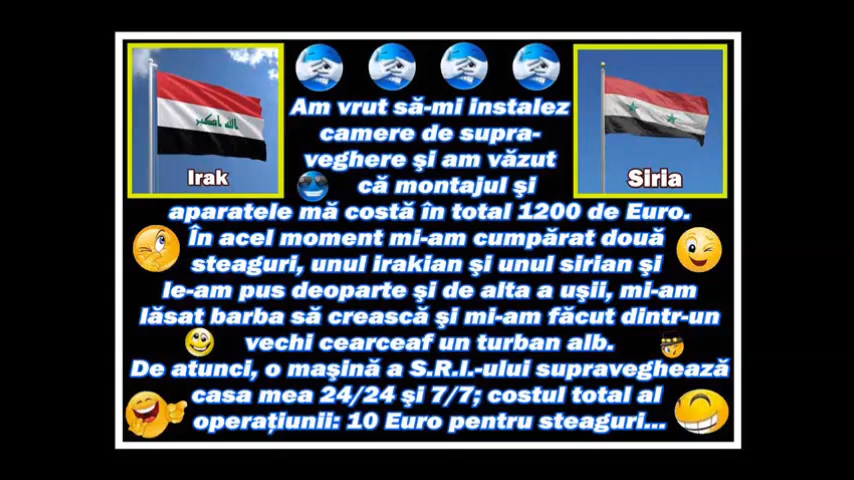 Irak
Siria
الله اكبر
Am vrut să-mi instalez
camere de supra-
veghere şi am văzut
că montajul şi
aparatele mă costă în total 1200 de Euro.
În acel moment mi-am cumpărat două
steaguri, unul irakian şi unul sirian şi
le-am pus deoparte şi de alta a uşii, mi-am
lăsat barba să crească şi mi-am făcut dintr-un
vechi cearceaf un turban alb.
De atunci, o maşină a S.R.I.-ului supraveghează
casa mea 24/24 şi 7/7; costul total al
operaţiunii: 10 Euro pentru steaguri...